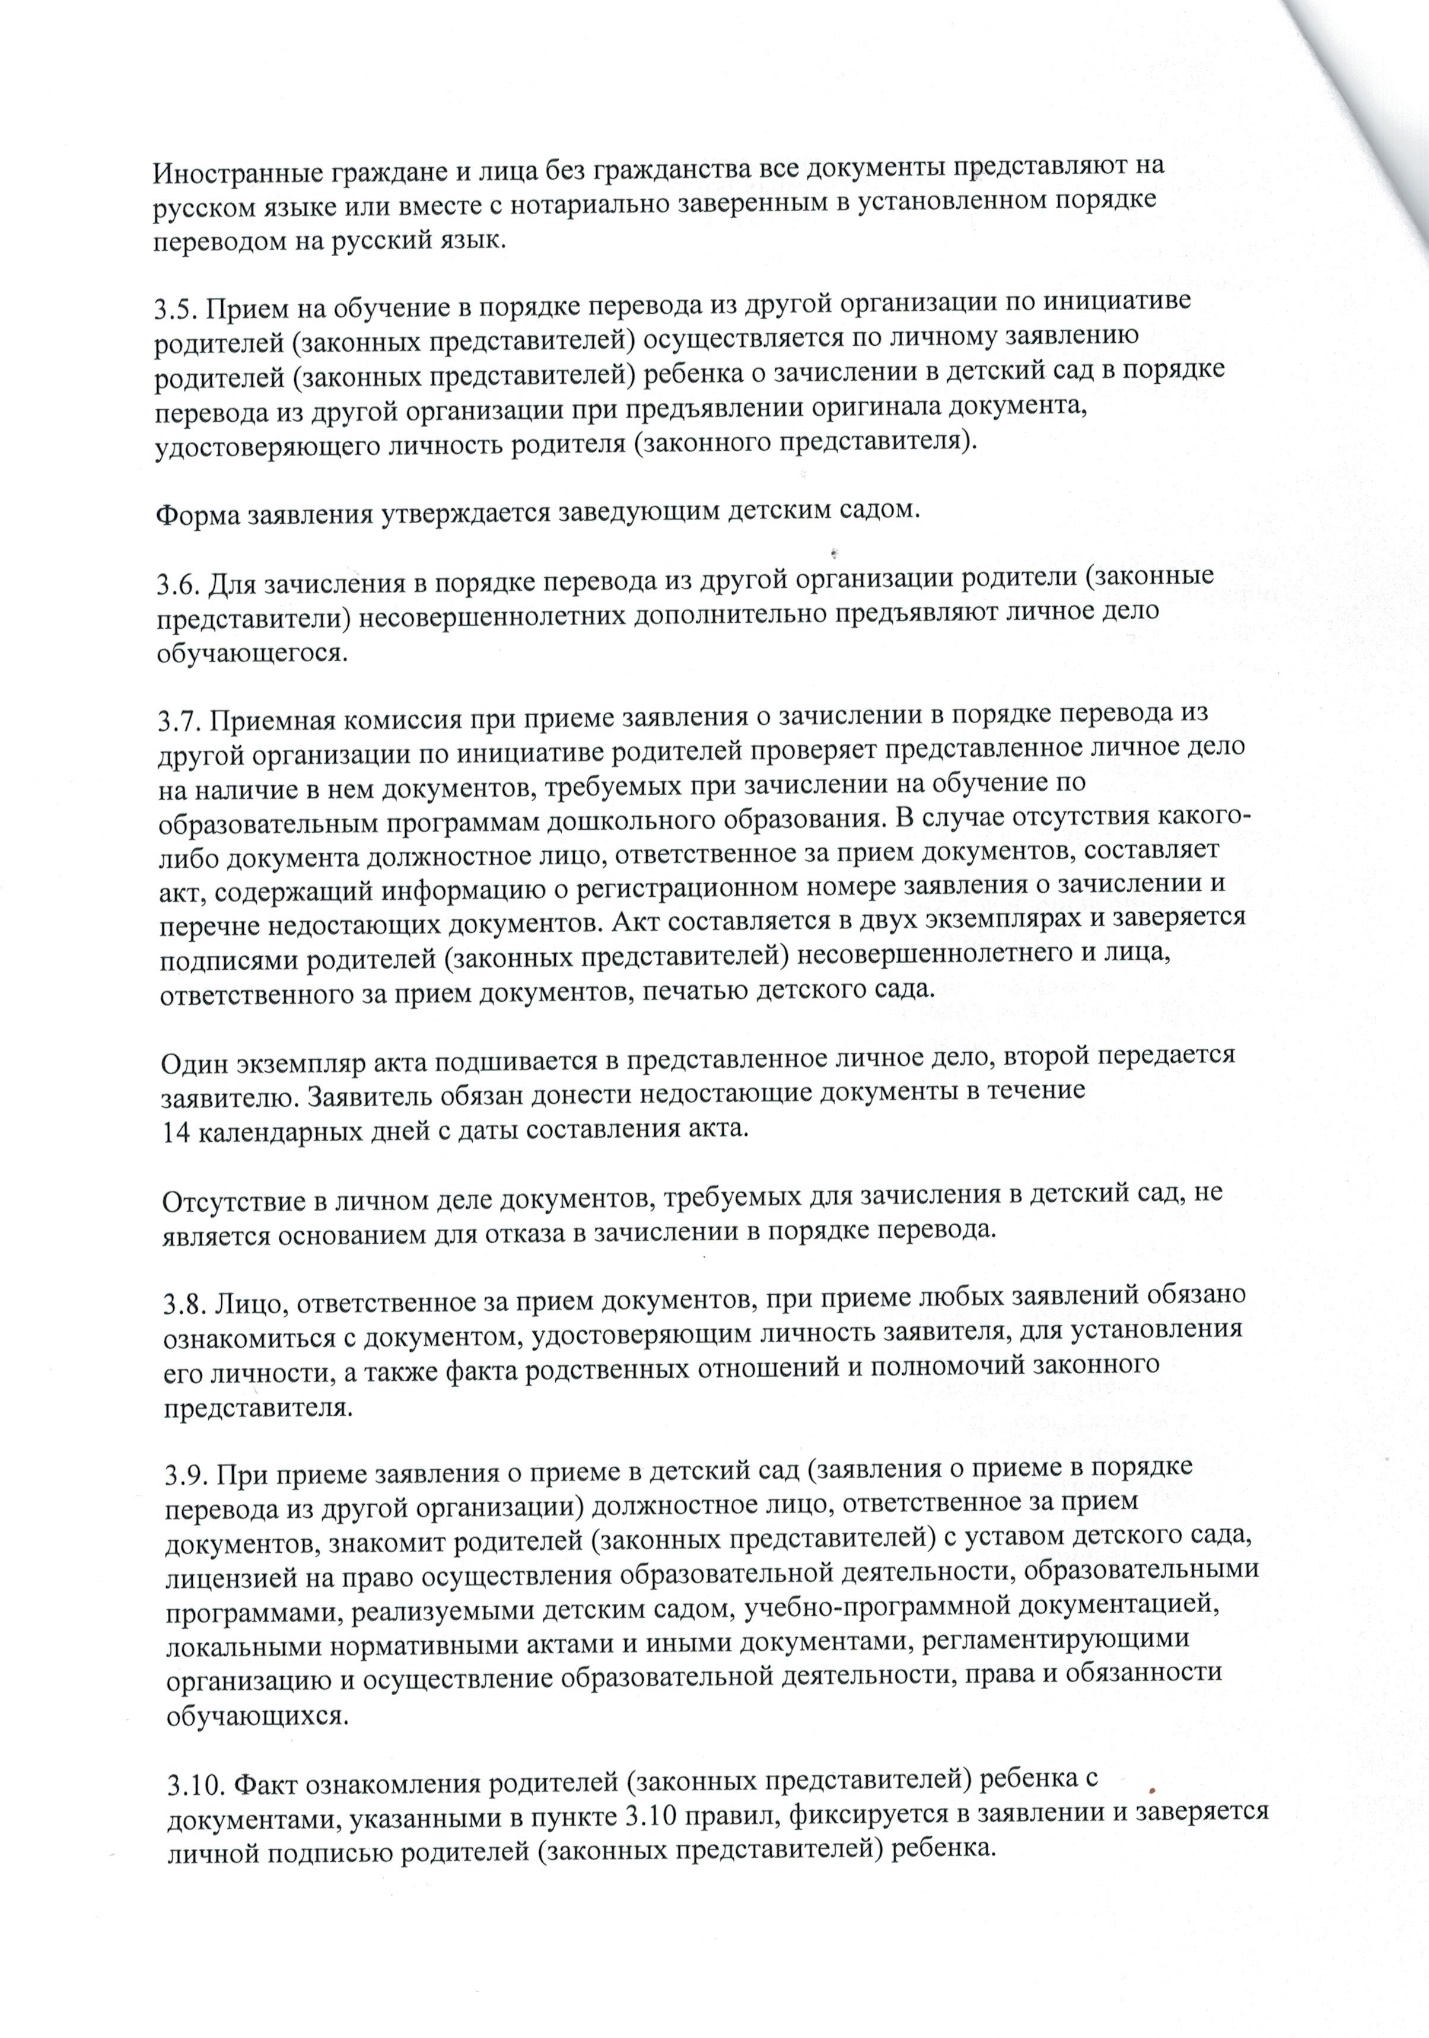 Иностранные граждане и лица без гражданства все документы представляют на
русском языке или вместе с нотариально заверенным в установленном порядке
переводом на русский язык.
3.5. Прием на обучение в порядке перевода из другой организации по инициативе
родителей (законных представителей) осуществляется по личному заявлению
родителей (законных представителей) ребенка о зачислении в детский сад в порядке
перевода из другой организации при предъявлении оригинала документа,
удостоверяющего личность родителя (законного представителя).
Форма заявления утверждается заведующим детским садом.
3.6. Для зачисления в порядке перевода из другой организации родители (законные
представители) несовершеннолетних дополнительно предъявляют личное дело
обучающегося.
3.7. Приемная комиссия при приеме заявления о зачислении в порядке перевода из
другой организации по инициативе родителей проверяет представленное личное дело
на наличие в нем документов, требуемых при зачислении на обучение по
образовательным программам дошкольного образования. В случае отсутствия какого-
либо документа должностное лицо, ответственное за прием документов, составляет
акт, содержащий информацию о регистрационном номере заявления о зачислении и
перечне недостающих документов. Акт составляется в двух экземплярах и заверяется
подписями родителей (законных представителей) несовершеннолетнего и лица,
ответственного за прием документов, печатью детского сада.
Один экземпляр акта подшивается в представленное личное дело, второй передается
заявителю. Заявитель обязан донести недостающие документы в течение
14 календарных дней с даты составления акта.
Отсутствие в личном деле документов, требуемых для зачисления в детский сад, не
является основанием для отказа в зачислении в порядке перевода.
3.8. Лицо, ответственное за прием документов, при приеме любых заявлений обязано
ознакомиться с документом, удостоверяющим личность заявителя, для установления
его личности, а также факта родственных отношений и полномочий законного
представителя.
3.9. При приеме заявления о приеме в детский сад (заявления о приеме в порядке
перевода из другой организации) должностное лицо, ответственное за прием
документов, знакомит родителей (законных представителей) с уставом детского сада,
лицензией на право осуществления образовательной деятельности, образовательными
программами, реализуемыми детским садом, учебно-программной документацией,
локальными нормативными актами и иными документами, регламентирующими
организацию и осуществление образовательной деятельности, права и обязанности
обучающихся.
3.10. Факт ознакомления родителей (законных представителей) ребенка с
документами, указанными в пункте 3.10 правил, фиксируется в заявлении и заверяется
личной подписью родителей (законных представителей) ребенка.